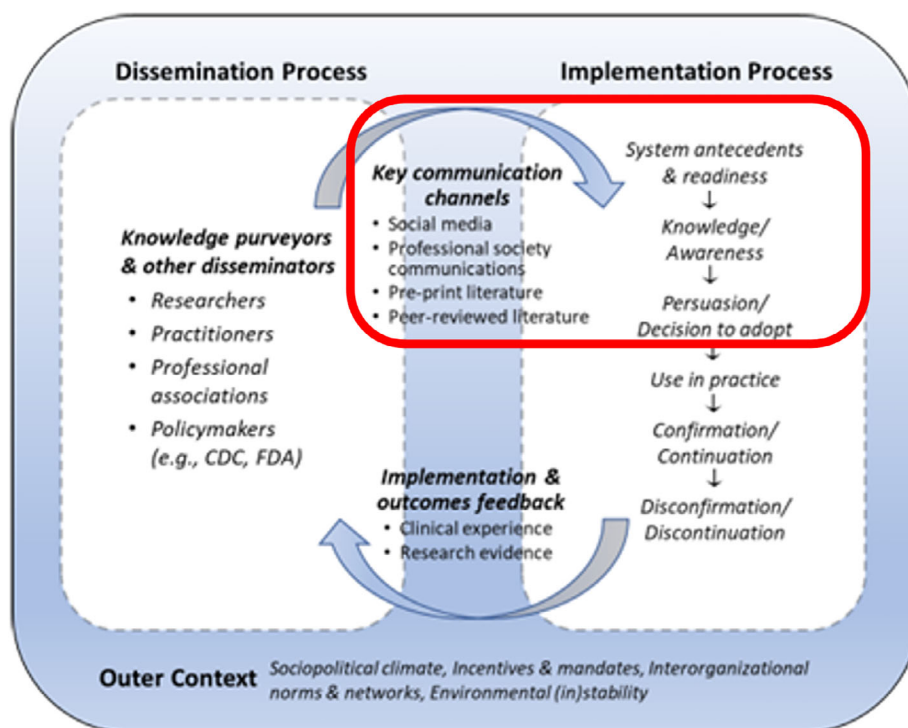 Dissemination Process
Implementation Process
Knowledge purveyors
& other disseminators
• Researchers
• Practitioners
• Professional
associations
• Policymakers
(e.g., CDC, FDA)
Key communication
channels
• Social media
• Professional society
communications
• Pre-print literature
• Peer-reviewed literature
System antecedents
& readiness
↓
Knowledge/
Awareness
↓
Persuasion/
Decision to adopt
↓
Use in practice
↓
Confirmation/
Continuation
↓
Disconfirmation/
Discontinuation
Implementation &
outcomes feedback
• Clinical experience
• Research evidence
Outer Context Sociopolitical climate, Incentives & mandates, Interorganizational
norms & networks, Environmental (in)stability